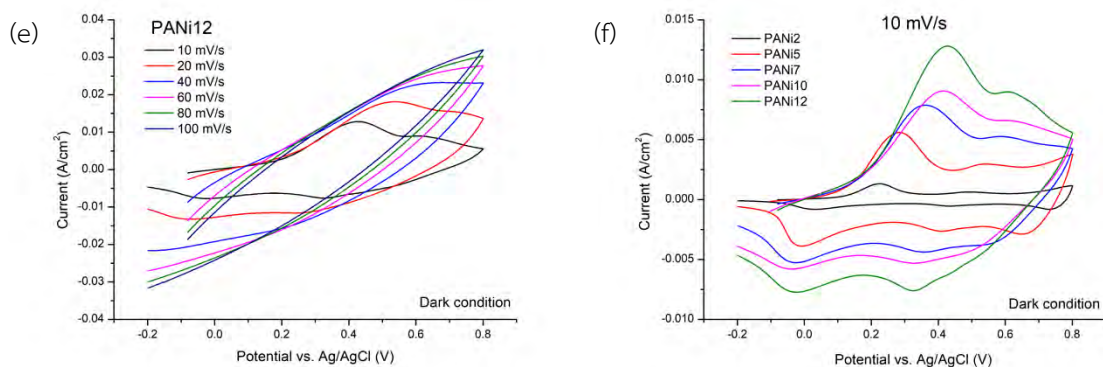 (e)
PANi12
10 mV/s
20 mV/s
40 mV/s
60 mV/s
80 mV/s
100 mV/s
0.04
0.03
0.02
0.01
0.00
-0.01
-0.02
-0.03
-0.04
Current (A/cm²)
Dark condition
-0.2 0.0 0.2 0.4 0.6 0.8
Potential vs. Ag/AgCl (V)
(f)
10 mV/s
PANi2
PANi5
PANi7
PANi10
PANi12
0.015
0.010
0.005
0.000
-0.005
-0.010
Current (A/cm²)
Dark condition
-0.2 0.0 0.2 0.4 0.6 0.8
Potential vs. Ag/AgCl (V)